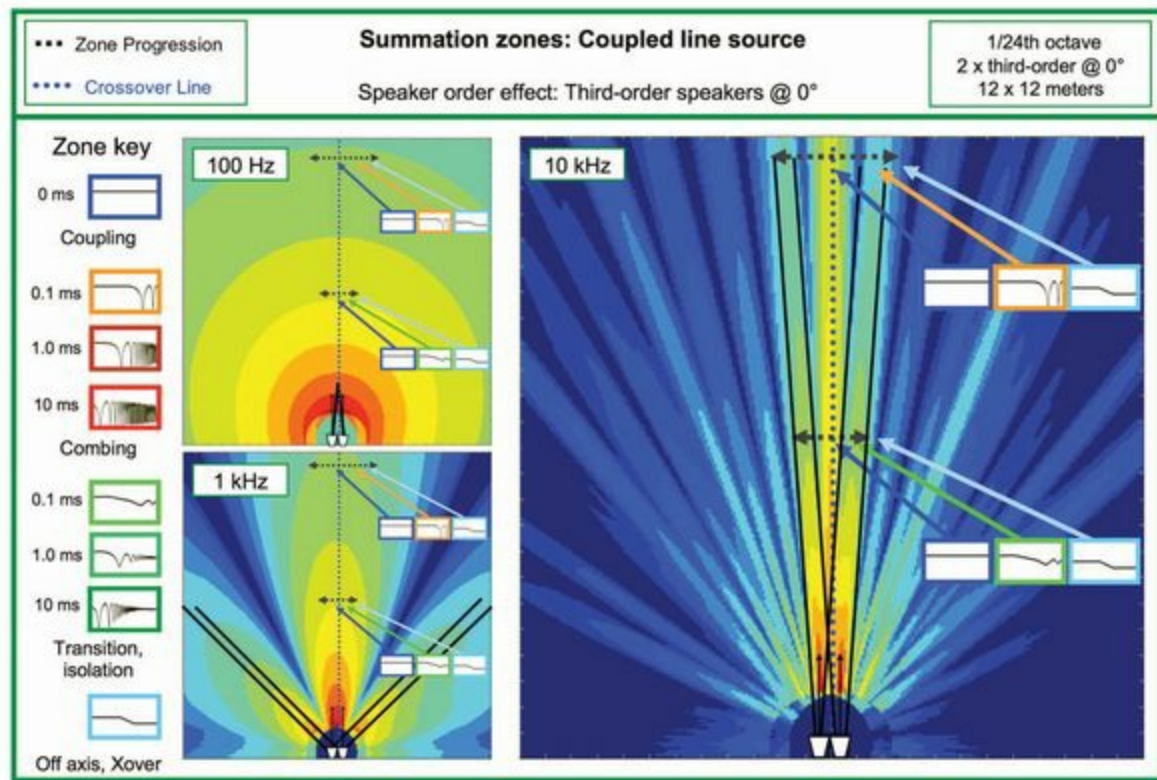 Zone Progression
Crossover Line
Summation zones: Coupled line source
Speaker order effect: Third-order speakers @ 0°
1/24th octave
2 x third-order @ 0°
12 x 12 meters
Zone key
0 ms
Coupling
0.1 ms
1.0 ms
10 ms
Combing
0.1 ms
1.0 ms
10 ms
Transition,
isolation
Off axis, Xover
100 Hz
1 kHz
10 kHz